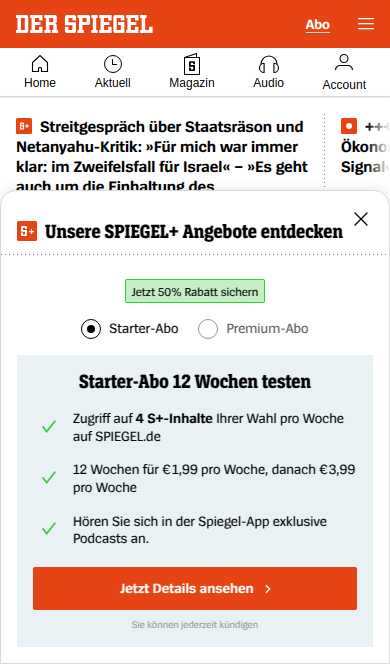 DER SPIEGEL
Abo
Home
Aktuell
Magazin
Audio
Account
S+ Streitgespräch über Staatsräson und
Netanyahu-Kritik: »Für mich war immer
klar: im Zweifelsfall für Israel« – »Es geht
auch um die Einhaltung des
+++
Ökono
Signal
S+ Unsere SPIEGEL+ Angebote entdecken
Jetzt 50% Rabatt sichern
Starter-Abo
Premium-Abo
Starter-Abo 12 Wochen testen
Zugriff auf 4 S+-Inhalte Ihrer Wahl pro Woche
auf SPIEGEL.de
12 Wochen für €1,99 pro Woche, danach €3,99
pro Woche
Hören Sie sich in der Spiegel-App exklusive
Podcasts an.
Jetzt Details ansehen
Sie können jederzeit kündigen